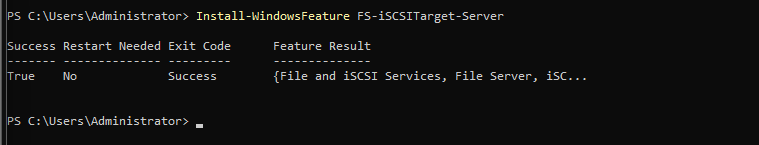 PS C:\Users\Administrator> Install-WindowsFeature FS-iSCSITarget-Server
Success Restart Needed Exit Code      Feature Result
------- -------------- ---------      --------------
True    No             Success        {File and iSCSI Services, File Server, iSC...
PS C:\Users\Administrator> _